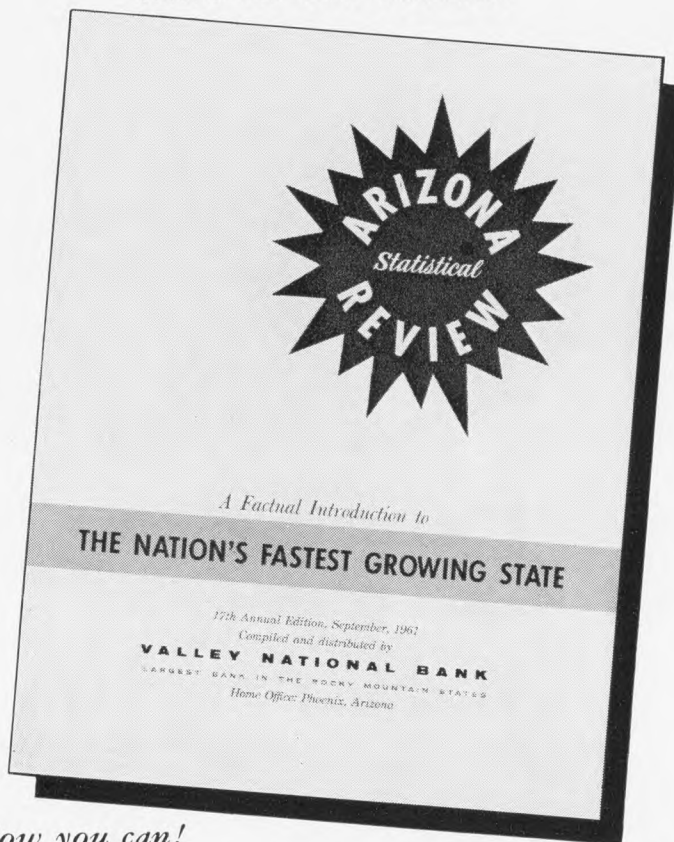 ARIZONA
Statistical
REVIEW
A Factual Introduction to
THE NATION'S FASTEST GROWING STATE
17th Annual Edition, September, 1961
Compiled and distributed by
VALLEY NATIONAL BANK
LARGEST BANK IN THE ROCKY MOUNTAIN STATES
Home Office: Phoenix, Arizona
you can!